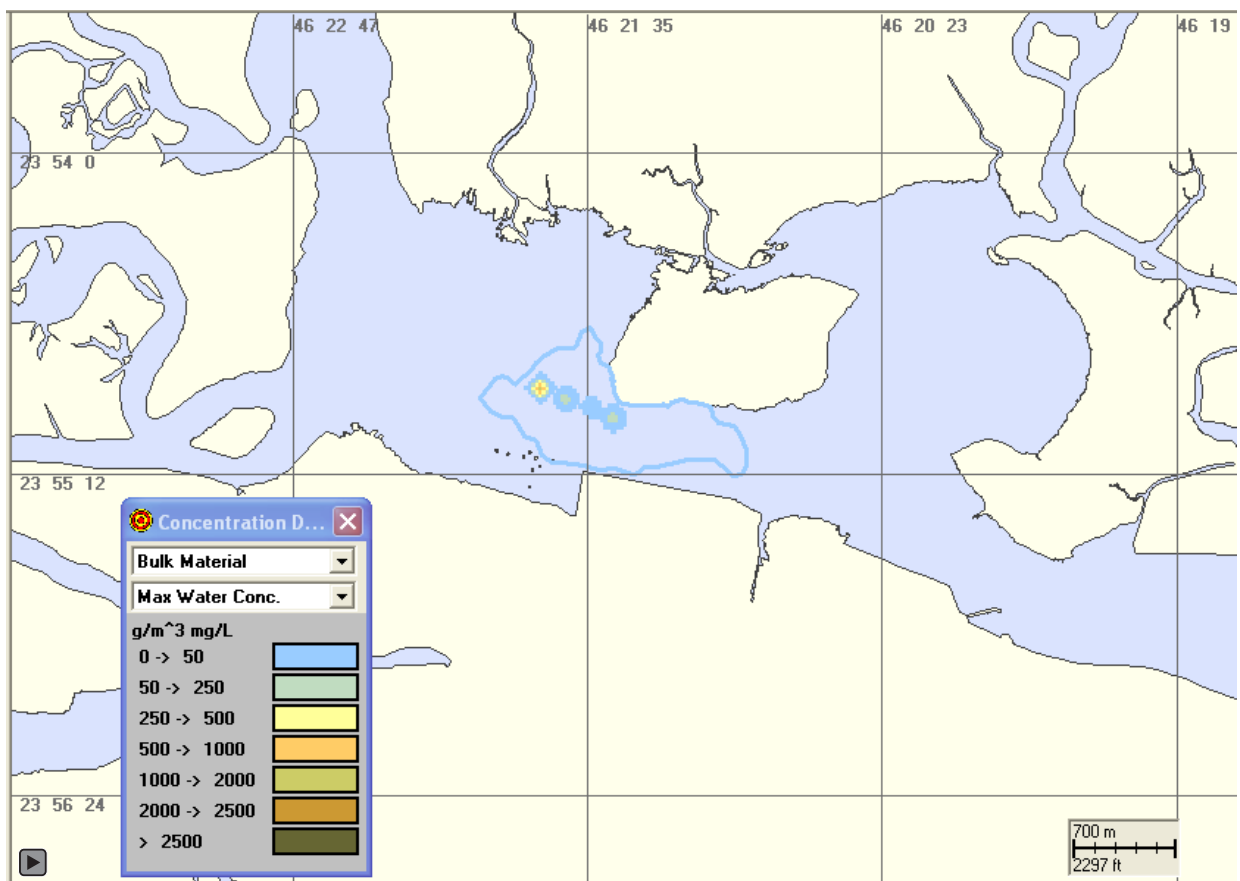 46 22 47
46 21 35
46 20 23
46 19
23 54 0
23 55 12
Concentration D...
Bulk Material
Max Water Conc.
g/m^3 mg/L
0 -> 50
50 -> 250
250 -> 500
500 -> 1000
1000 -> 2000
2000 -> 2500
> 2500
23 56 24
700 m
2297 ft